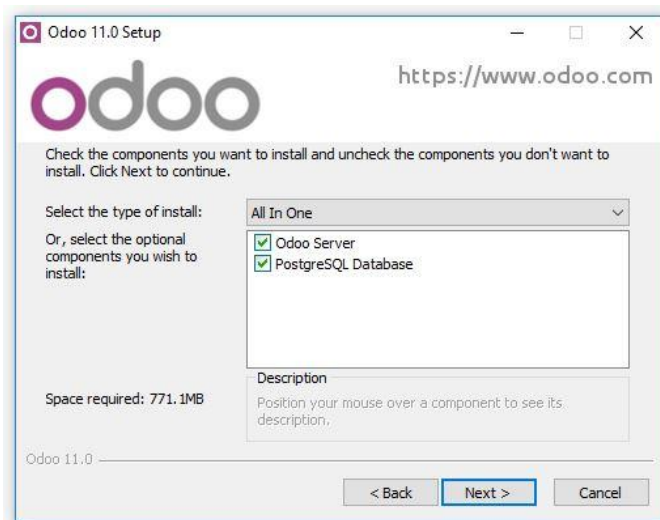 Odoo 11.0 Setup
odoo
https://www.odoo.com
Check the components you want to install and uncheck the components you don't want to
install. Click Next to continue.
Select the type of install:
All In One
Or, select the optional
components you wish to
install:
Odoo Server
PostgreSQL Database
Space required: 771.1MB
Description
Position your mouse over a component to see its
description.
Odoo 11.0
< Back
Next >
Cancel